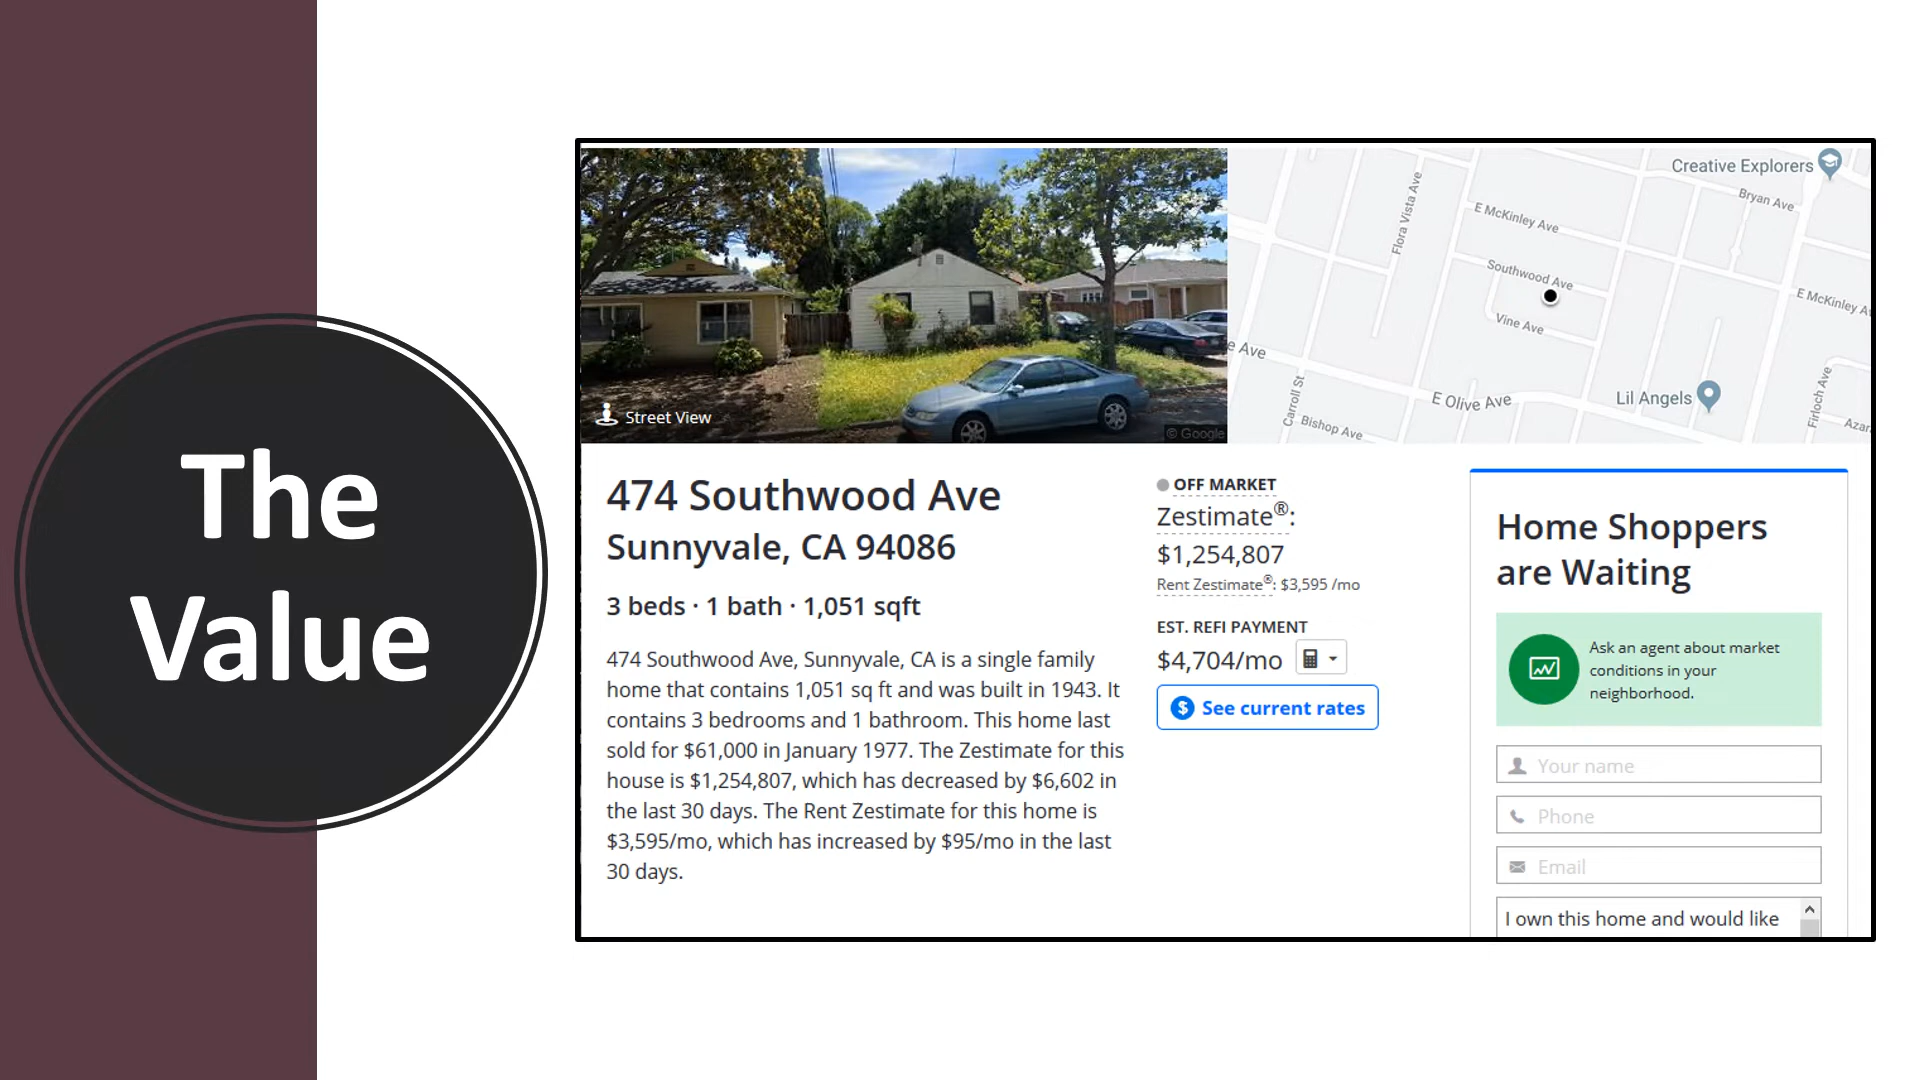 The
Value
Street View
© Google
Creative Explorers
Bryan Ave
Flora Vista Ave
E McKinley Ave
Southwood Ave
E McKinley A
Vine Ave
e Ave
Carroll St
E Olive Ave
Lil Angels
Firloch Ave
Bishop Ave
Azar
474 Southwood Ave
Sunnyvale, CA 94086
3 beds · 1 bath · 1,051 sqft
474 Southwood Ave, Sunnyvale, CA is a single family
home that contains 1,051 sq ft and was built in 1943. It
contains 3 bedrooms and 1 bathroom. This home last
sold for $61,000 in January 1977. The Zestimate for this
house is $1,254,807, which has decreased by $6,602 in
the last 30 days. The Rent Zestimate for this home is
$3,595/mo, which has increased by $95/mo in the last
30 days.
OFF MARKET
Zestimate®:
$1,254,807
Rent Zestimate®: $3,595 /mo
EST. REFI PAYMENT
$4,704/mo
$ See current rates
Home Shoppers
are Waiting
Ask an agent about market
conditions in your
neighborhood.
Your name
Phone
Email
I own this home and would like